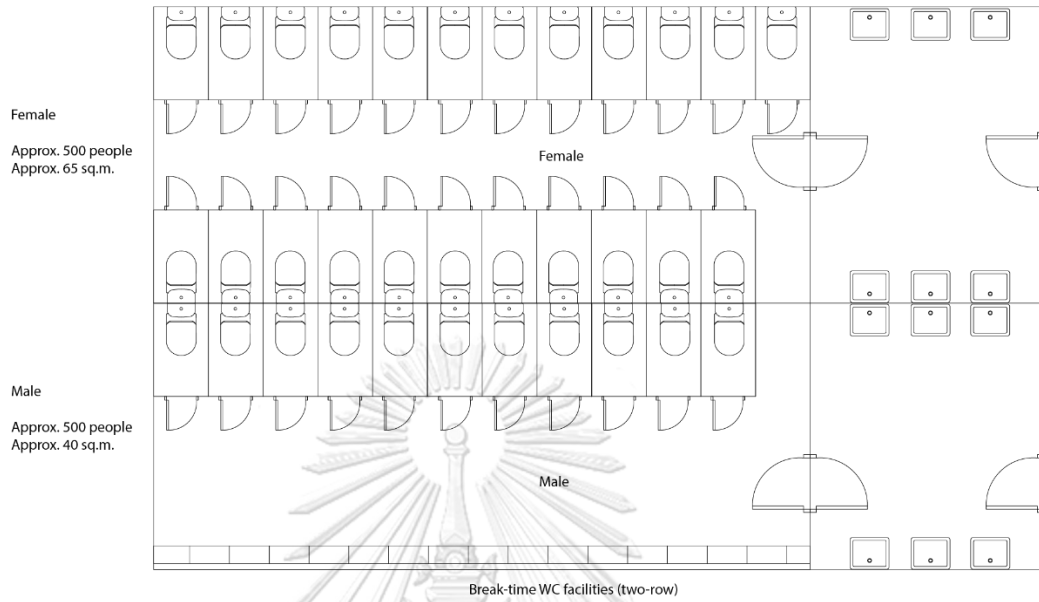 Female
Approx. 500 people
Approx. 65 sq.m.
Female
Male
Approx. 500 people
Approx. 40 sq.m.
Male
Break-time WC facilities (two-row)